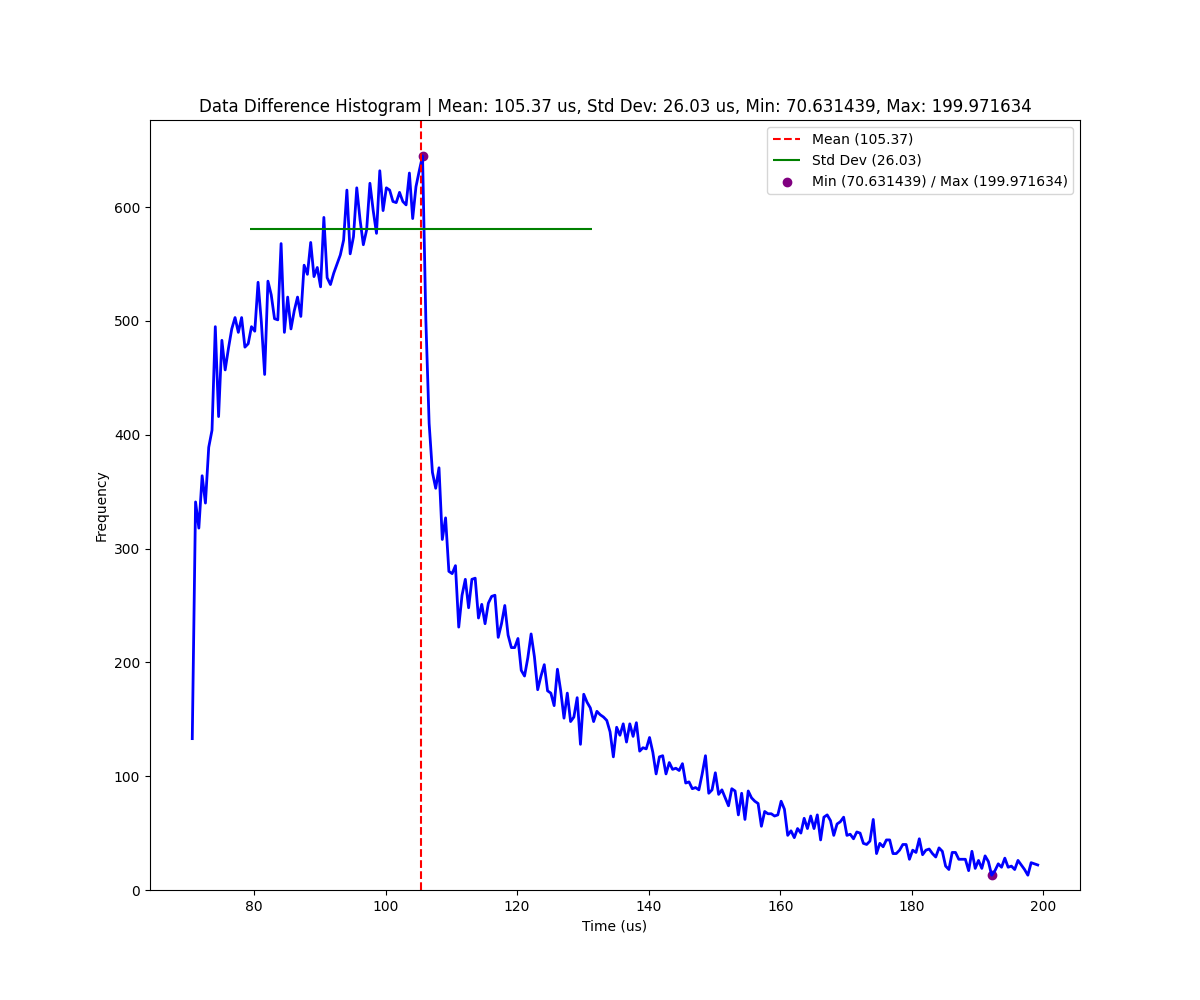 Data Difference Histogram | Mean: 105.37 us, Std Dev: 26.03 us, Min: 70.631439, Max: 199.971634
Mean (105.37)
Std Dev (26.03)
Min (70.631439) / Max (199.971634)
600
500
400
300
200
100
0
Frequency
80
100
120
140
160
180
200
Time (us)